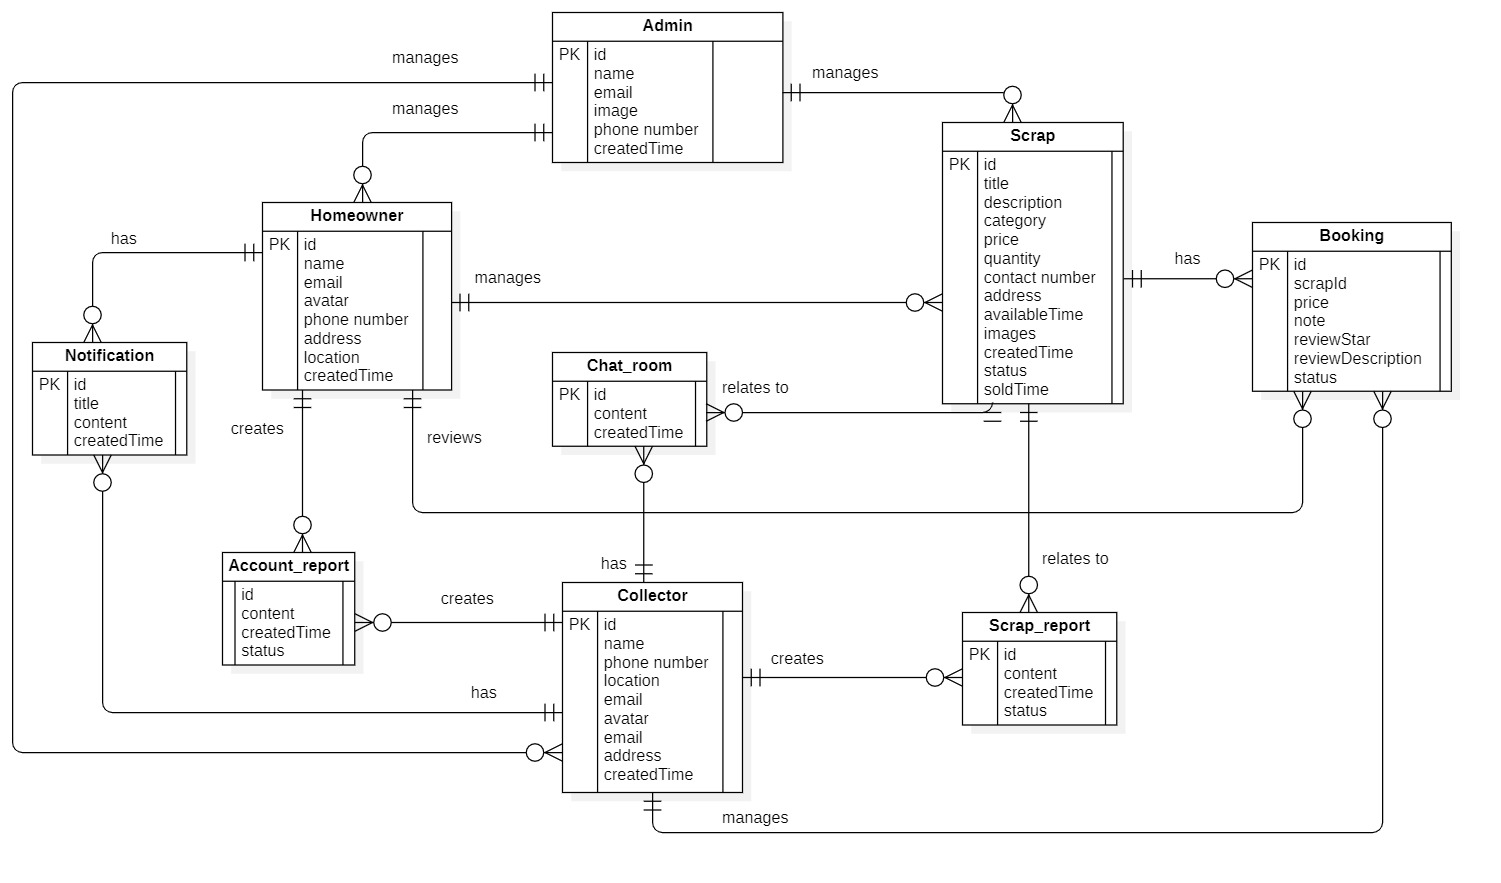 Admin
PK id
name
email
image
phone number
createdTime
manages
manages
manages
Scrap
PK id
title
description
category
price
quantity
contact number
address
availableTime
images
createdTime
status
soldTime
Homeowner
PK id
name
email
avatar
phone number
address
location
createdTime
has
manages
has
Booking
PK id
scrapId
price
note
reviewStar
reviewDescription
status
Notification
PK id
title
content
createdTime
Chat_room
PK id
content
createdTime
relates to
creates
reviews
Account_report
id
content
createdTime
status
has
relates to
creates
Collector
PK id
name
phone number
location
email
avatar
email
address
createdTime
creates
Scrap_report
PK id
content
createdTime
status
has
manages